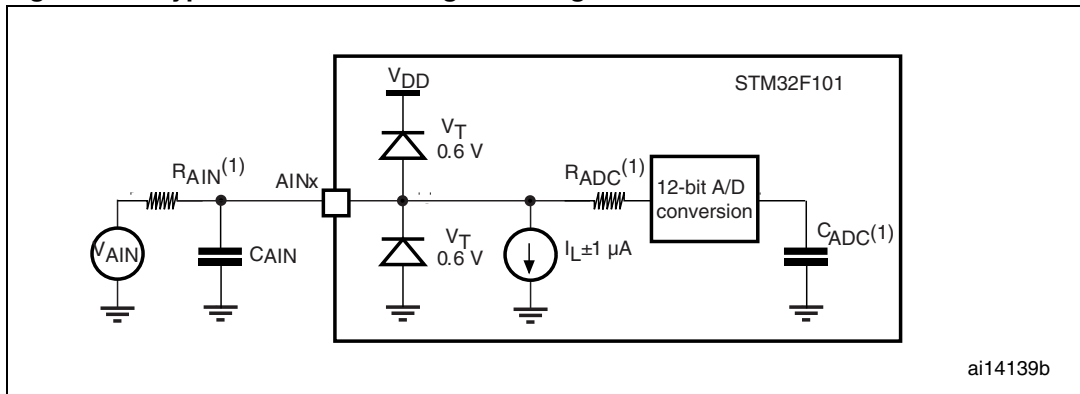 VDD
STM32F101
VT
0.6 V
RAIN(1)
AINx
RADC(1)
12-bit A/D
conversion
VAIN
CAIN
VT
0.6 V
IL±1 µA
CADC(1)
ai14139b